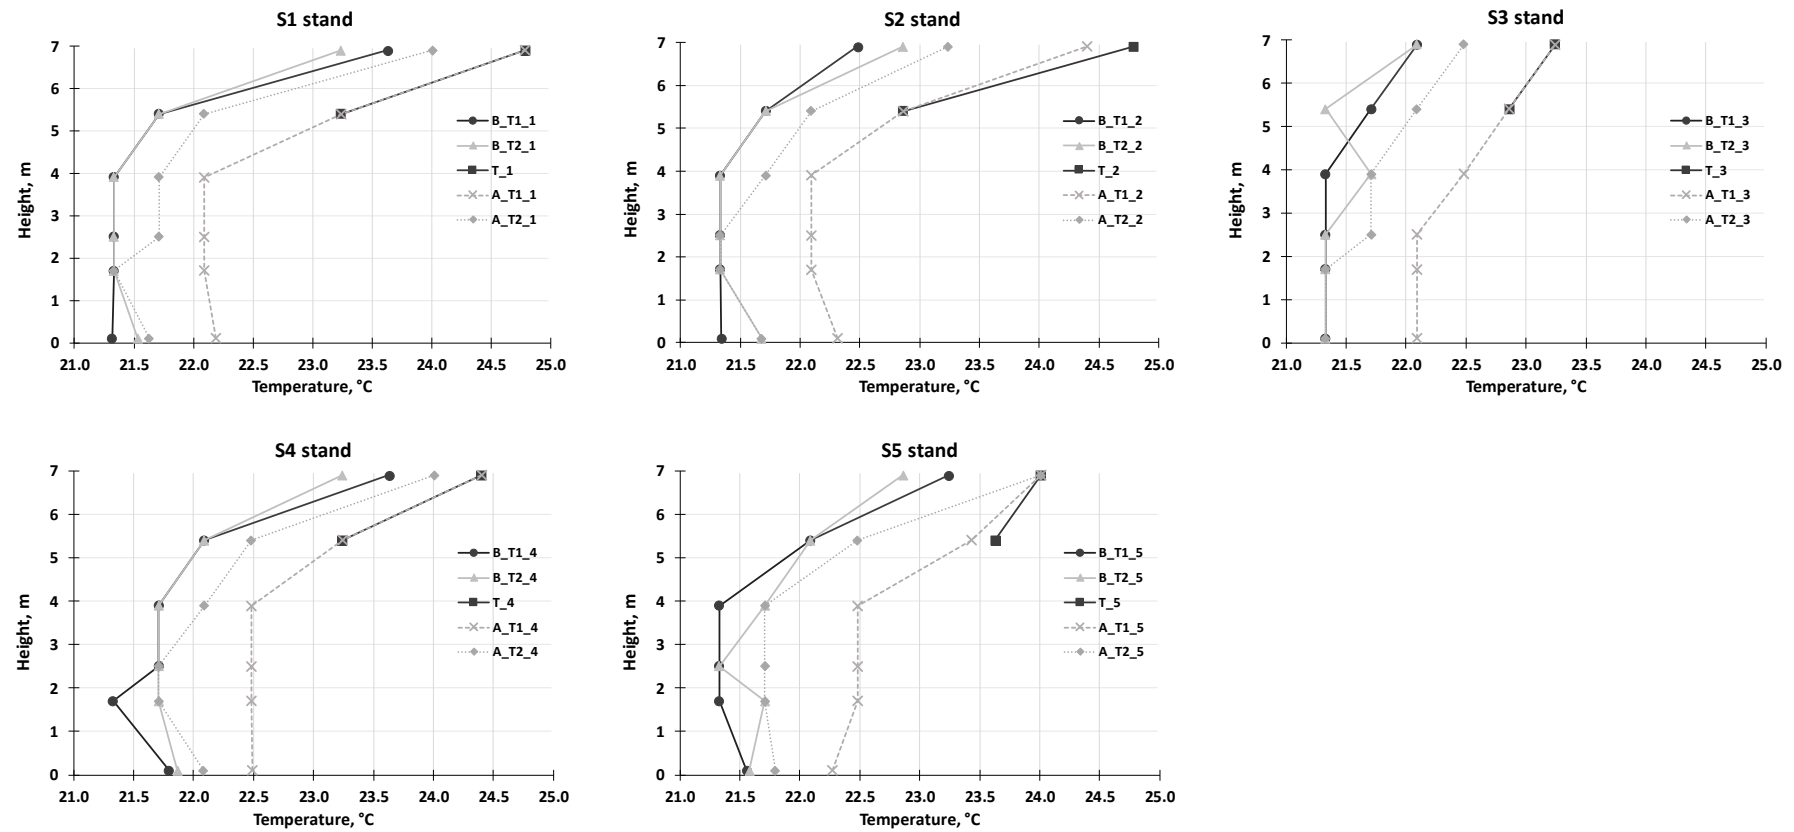 S1 stand
7
6
5
4
3
2
1
0
Height, m
21.0 21.5 22.0 22.5 23.0 23.5 24.0 24.5 25.0
Temperature, °C
B_T1_1
B_T2_1
T_1
A_T1_1
A_T2_1
S2 stand
7
6
5
4
3
2
1
0
Height, m
21.0 21.5 22.0 22.5 23.0 23.5 24.0 24.5 25.0
Temperature, °C
B_T1_2
B_T2_2
T_2
A_T1_2
A_T2_2
S3 stand
7
6
5
4
3
2
1
0
Height, m
21.0 21.5 22.0 22.5 23.0 23.5 24.0 24.5 25.0
Temperature, °C
B_T1_3
B_T2_3
T_3
A_T1_3
A_T2_3
S4 stand
7
6
5
4
3
2
1
0
Height, m
21.0 21.5 22.0 22.5 23.0 23.5 24.0 24.5 25.0
Temperature, °C
B_T1_4
B_T2_4
T_4
A_T1_4
A_T2_4
S5 stand
7
6
5
4
3
2
1
0
Height, m
21.0 21.5 22.0 22.5 23.0 23.5 24.0 24.5 25.0
Temperature, °C
B_T1_5
B_T2_5
T_5
A_T1_5
A_T2_5